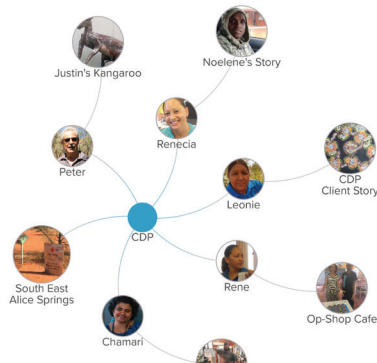 Justin's Kangaroo
Noelene's Story
Renecia
Peter
CDP
Client Story
Leonie
CDP
South East
Alice Springs
Rene
Op-Shop Cafe
Chamari